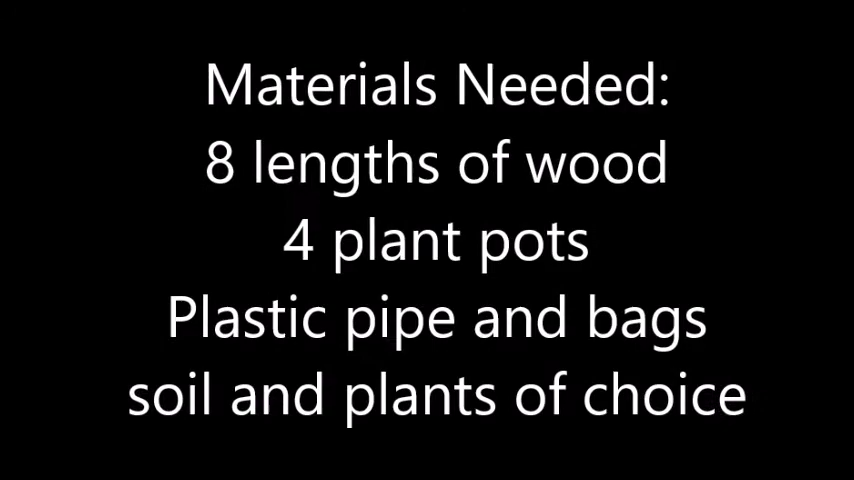 Materials Needed:
8 lengths of wood
4 plant pots
Plastic pipe and bags
soil and plants of choice